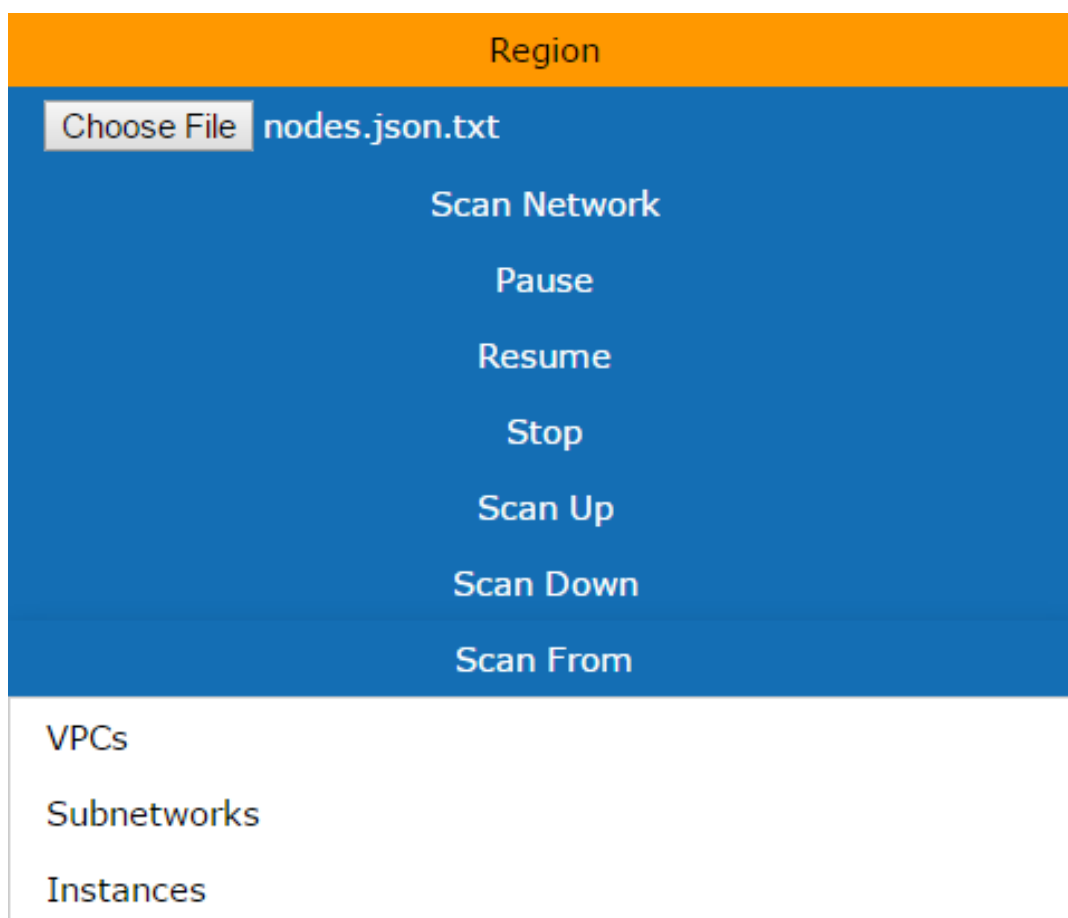 Region
Choose File nodes.json.txt
Scan Network
Pause
Resume
Stop
Scan Up
Scan Down
Scan From
VPCs
Subnetworks
Instances